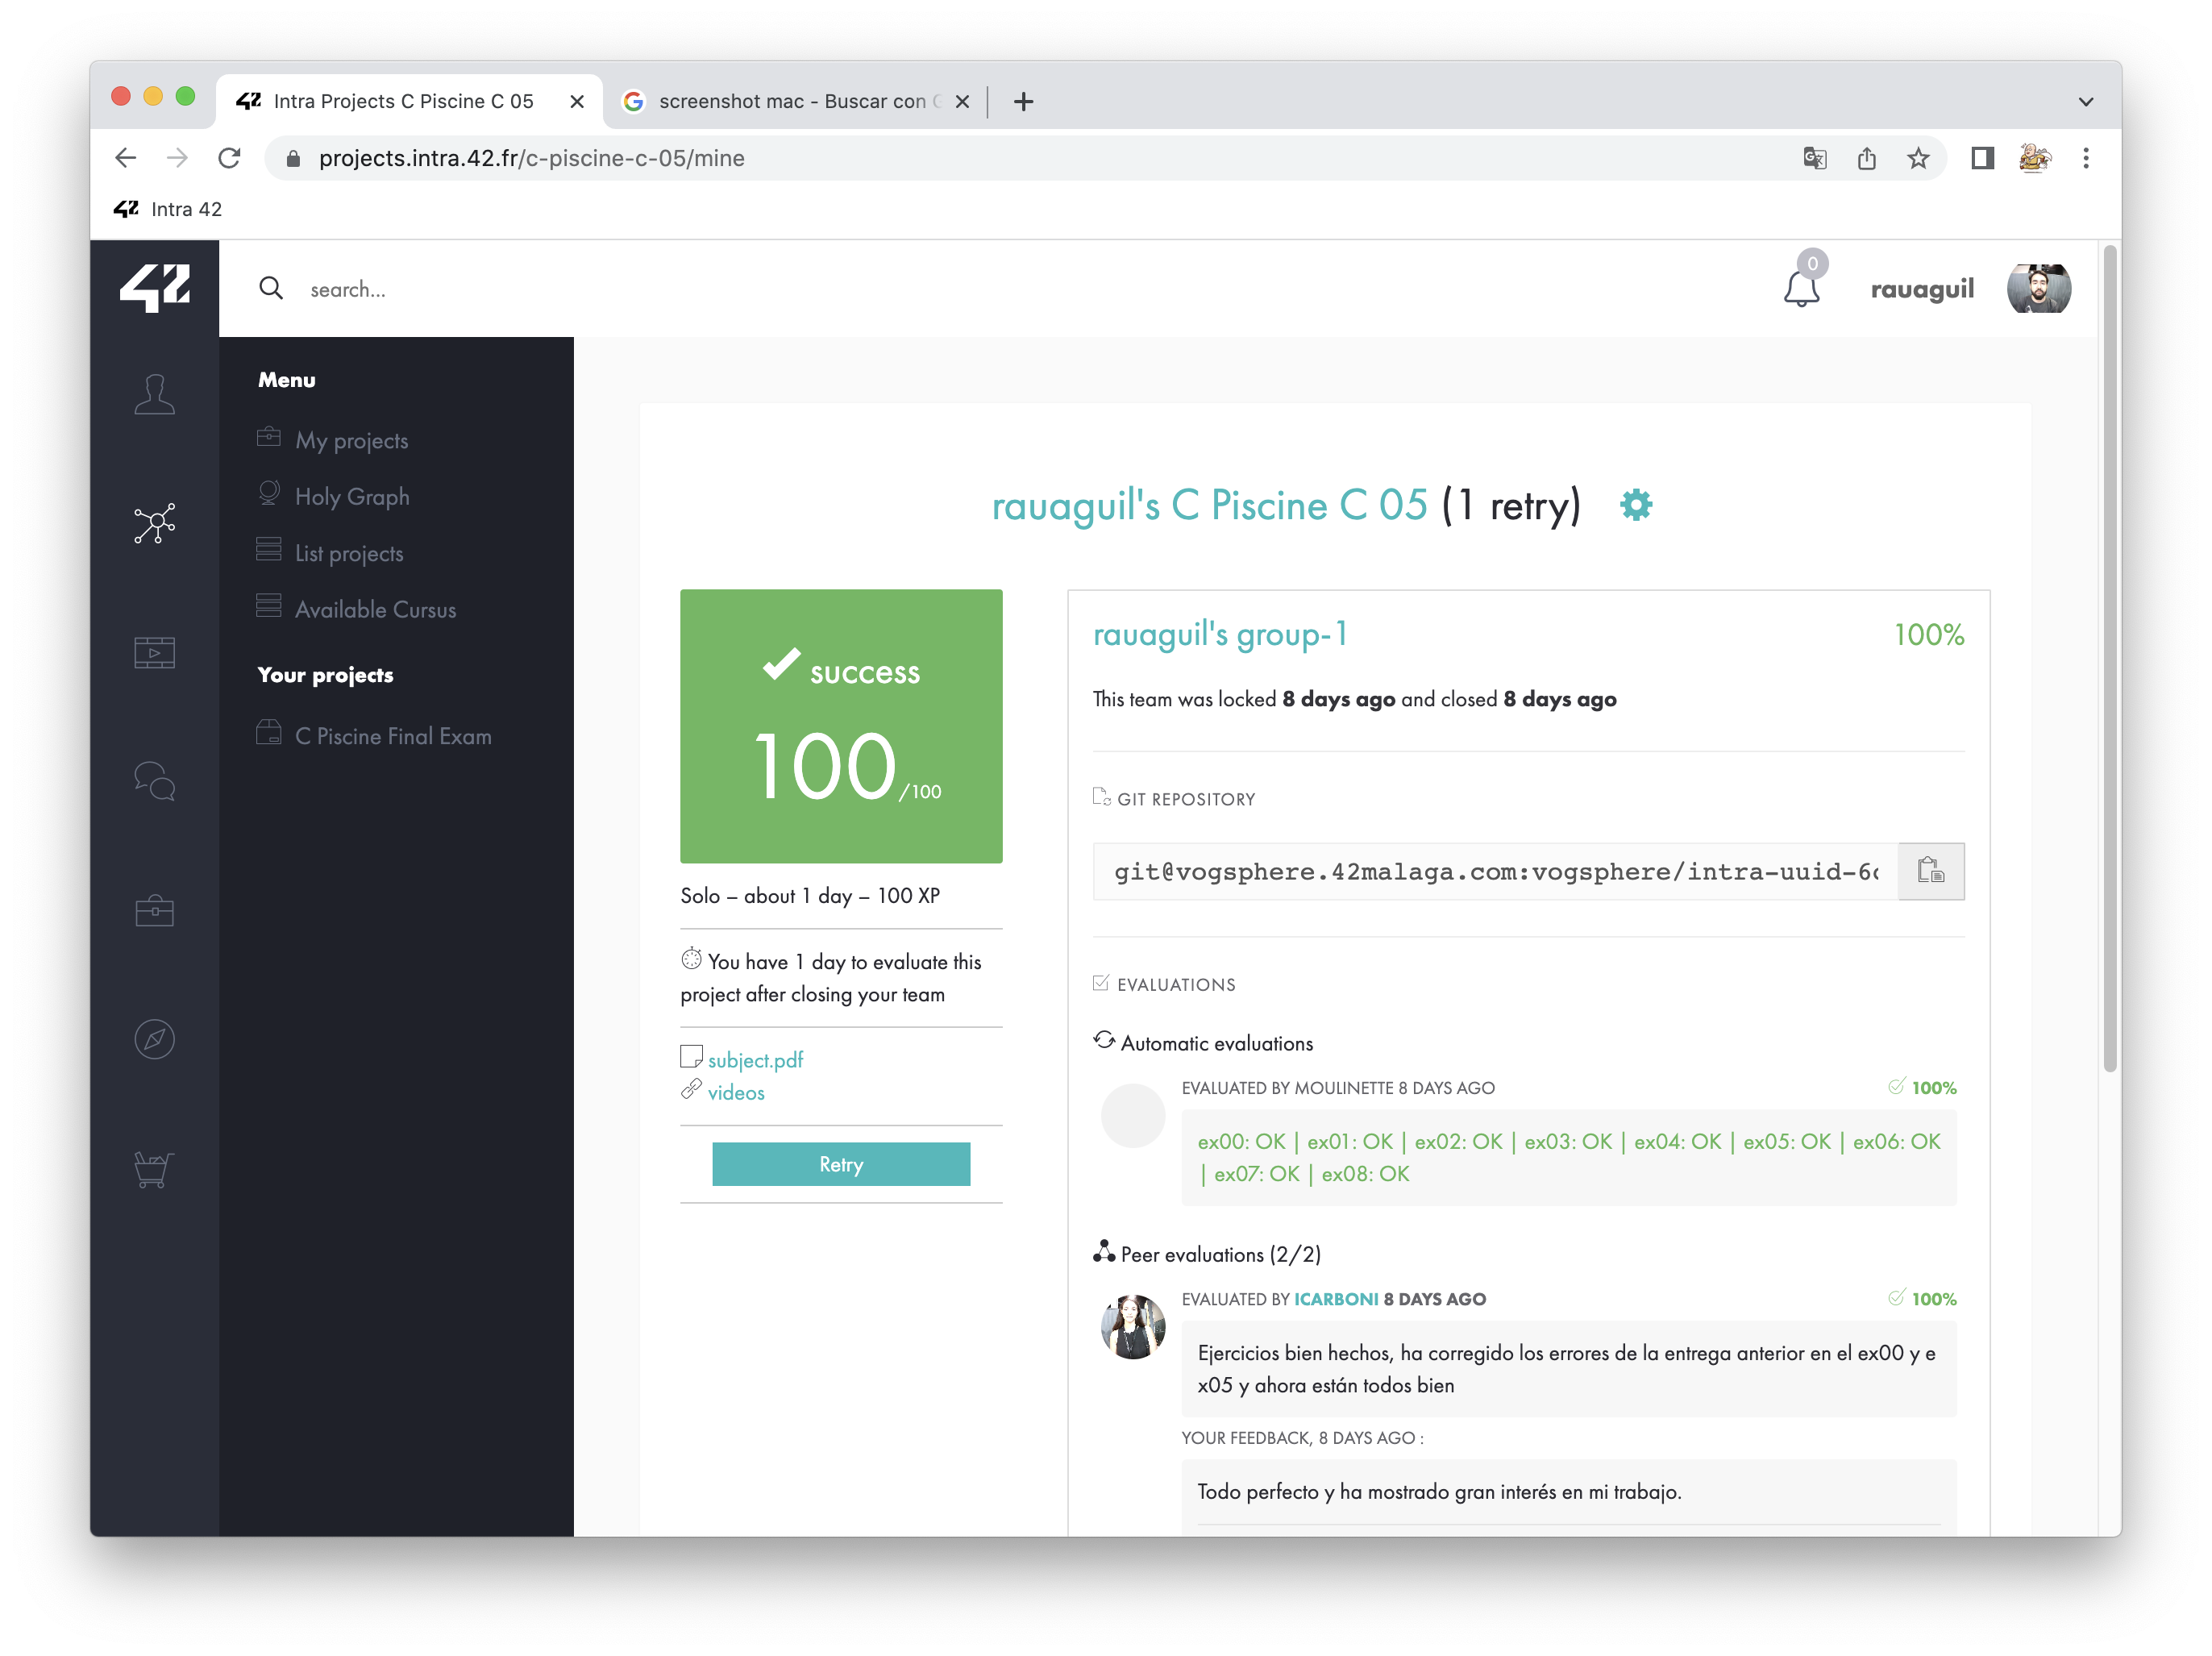 42 Intra Projects C Piscine C 05
screenshot mac - Buscar con G
projects.intra.42.fr/c-piscine-c-05/mine
42 Intra 42
42
search...
0
rauaguil
Menu
My projects
Holy Graph
List projects
Available Cursus
Your projects
C Piscine Final Exam
rauaguil's C Piscine C 05 (1 retry)
success
100/100
Solo – about 1 day – 100 XP
You have 1 day to evaluate this
project after closing your team
subject.pdf
videos
Retry
rauaguil's group-1
100%
This team was locked 8 days ago and closed 8 days ago
GIT REPOSITORY
git@vogsphere.42malaga.com:vogsphere/intra-uuid-6
EVALUATIONS
Automatic evaluations
EVALUATED BY MOULINETTE 8 DAYS AGO
100%
ex00: OK | ex01: OK | ex02: OK | ex03: OK | ex04: OK | ex05: OK | ex06: OK
| ex07: OK | ex08: OK
Peer evaluations (2/2)
EVALUATED BY ICARBONI 8 DAYS AGO
100%
Ejercicios bien hechos, ha corregido los errores de la entrega anterior en el ex00 y e
x05 y ahora están todos bien
YOUR FEEDBACK, 8 DAYS AGO :
Todo perfecto y ha mostrado gran interés en mi trabajo.